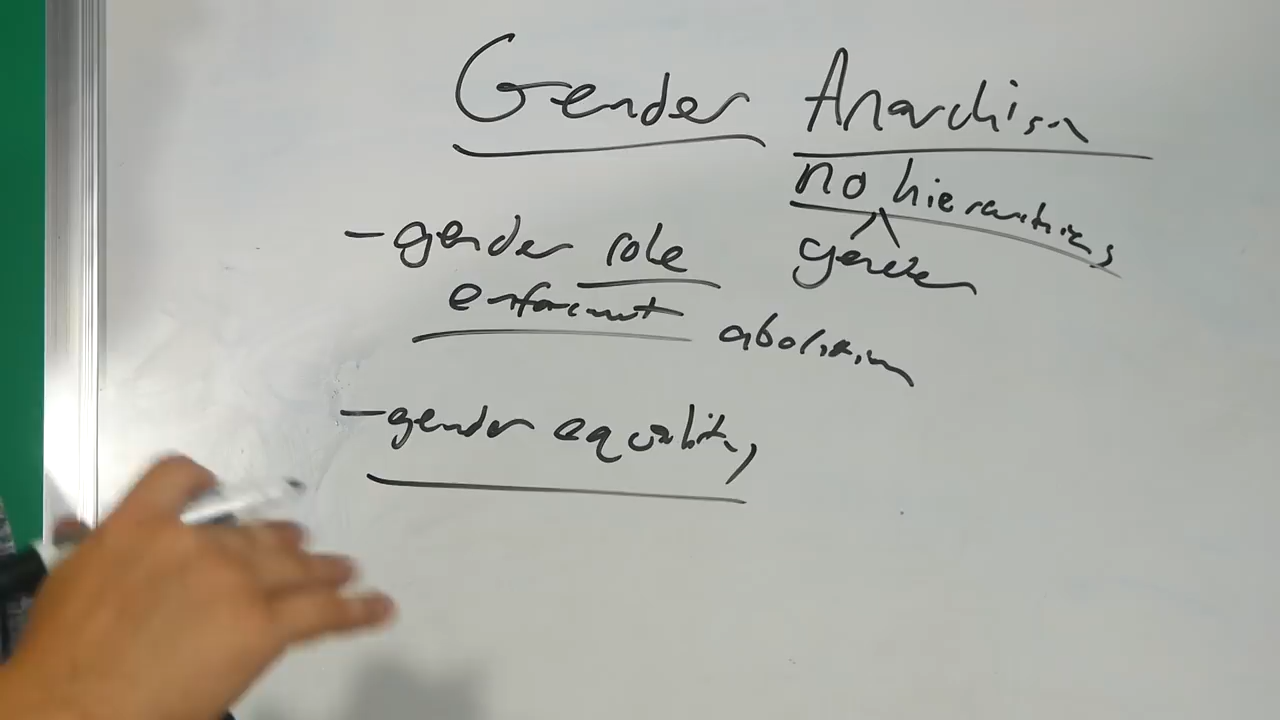 Gender Anarchism
no hierarchies
gender
- gender role
enforcement abolition
- gender equality